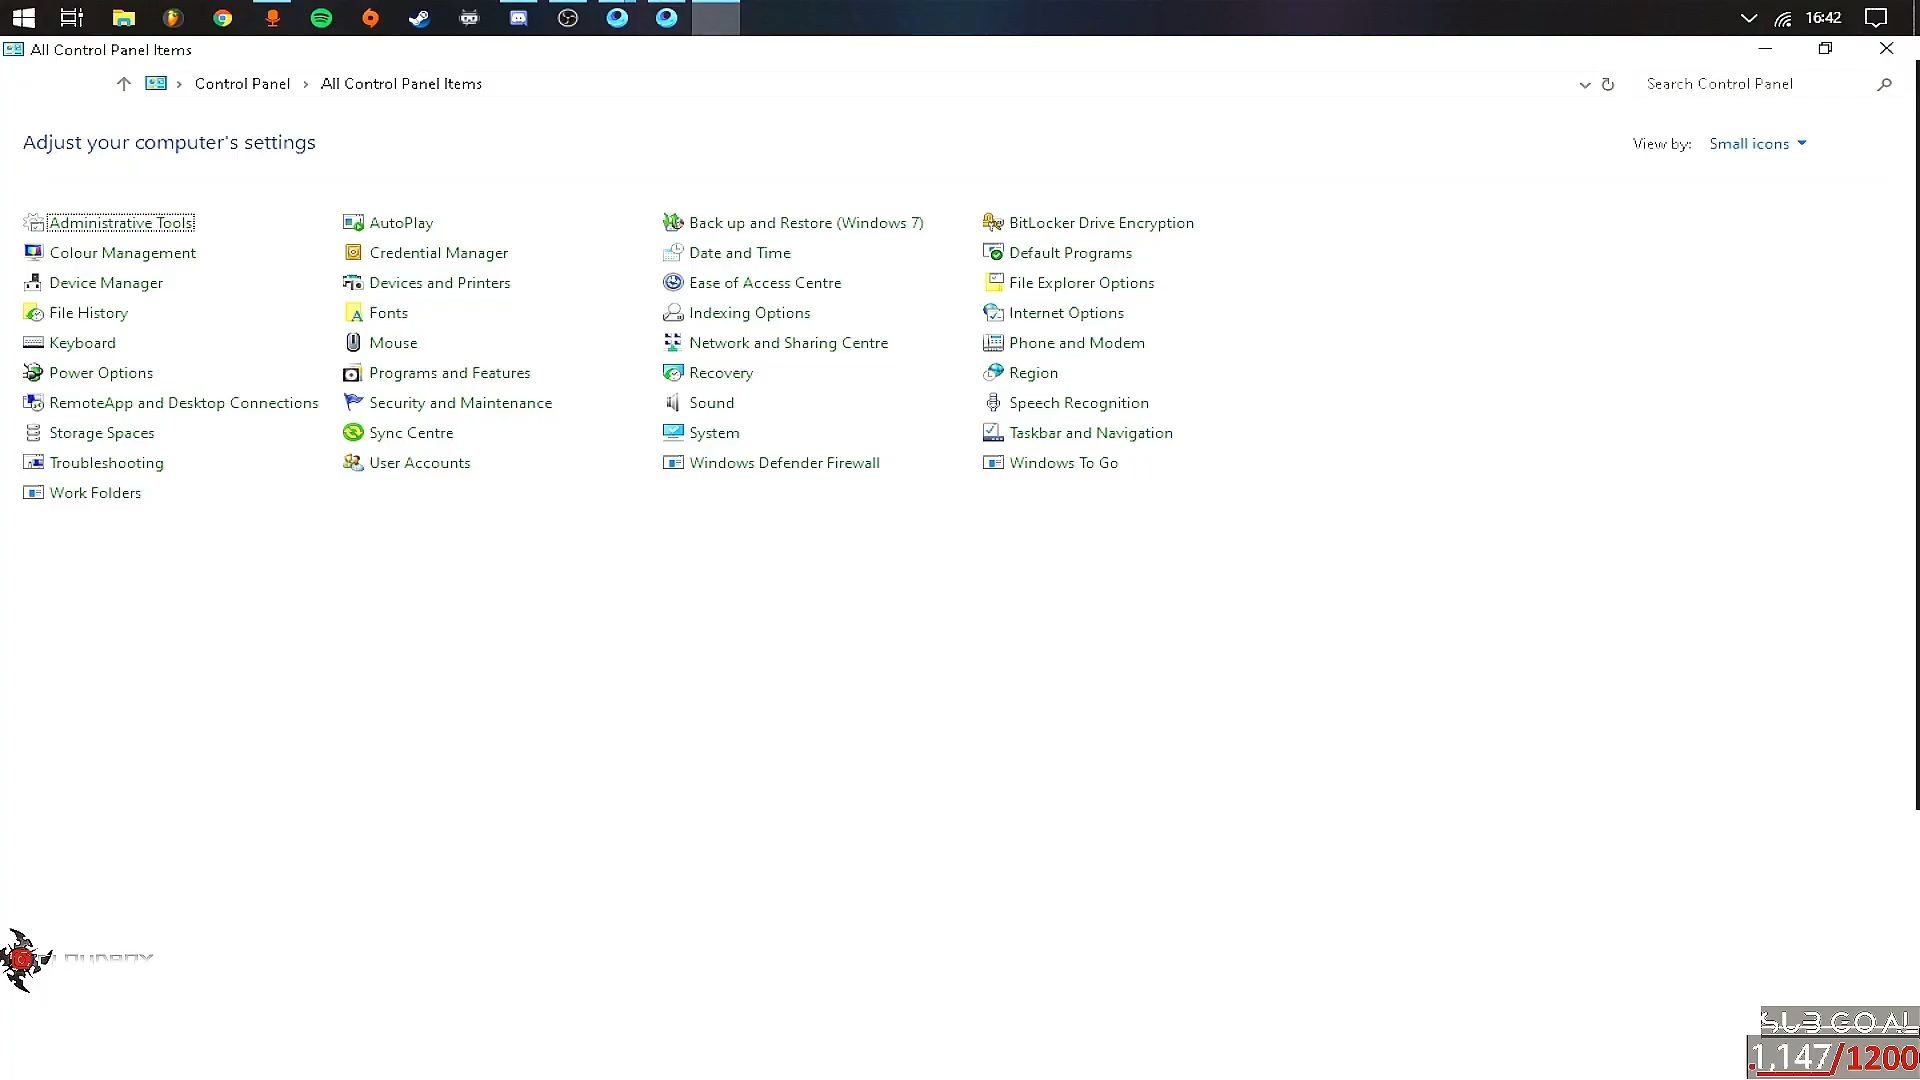 16:42
All Control Panel Items
Control Panel > All Control Panel Items
Search Control Panel
Adjust your computer's settings
View by: Small icons
Administrative Tools
AutoPlay
Back up and Restore (Windows 7)
BitLocker Drive Encryption
Colour Management
Credential Manager
Date and Time
Default Programs
Device Manager
Devices and Printers
Ease of Access Centre
File Explorer Options
File History
Fonts
Indexing Options
Internet Options
Keyboard
Mouse
Network and Sharing Centre
Phone and Modem
Power Options
Programs and Features
Recovery
Region
RemoteApp and Desktop Connections
Security and Maintenance
Sound
Speech Recognition
Storage Spaces
Sync Centre
System
Taskbar and Navigation
Troubleshooting
User Accounts
Windows Defender Firewall
Windows To Go
Work Folders
SUB GOAL
1,147/1200